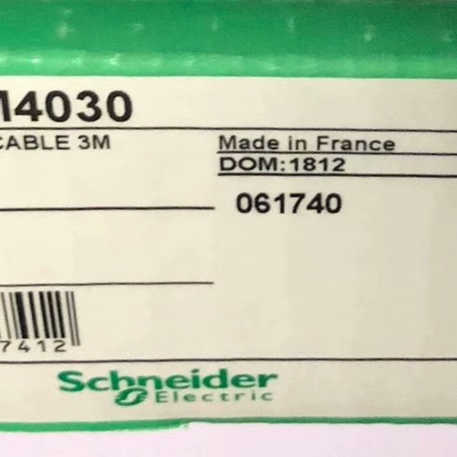 M4030
CABLE 3M
Made in France
DOM:1812
061740
7412
Schneider
Electric